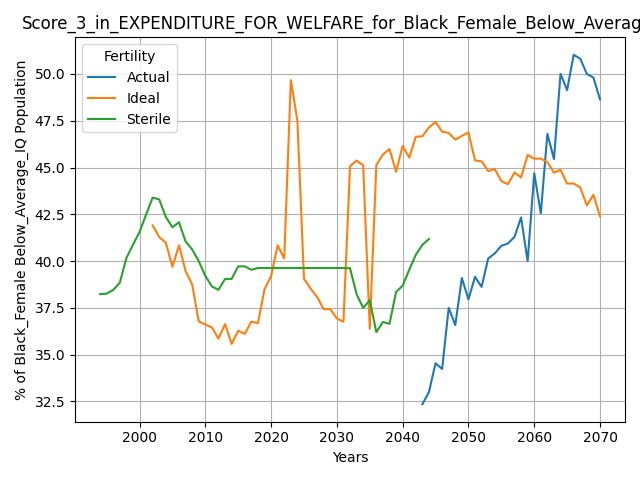 Score_3_in_EXPENDITURE_FOR_WELFARE_for_Black_Female_Below_Averag
Fertility
Actual
Ideal
Sterile
50.0
47.5
45.0
42.5
40.0
37.5
35.0
32.5
% of Black_Female Below_Average_IQ Population
2000
2010
2020
2030
2040
2050
2060
2070
Years